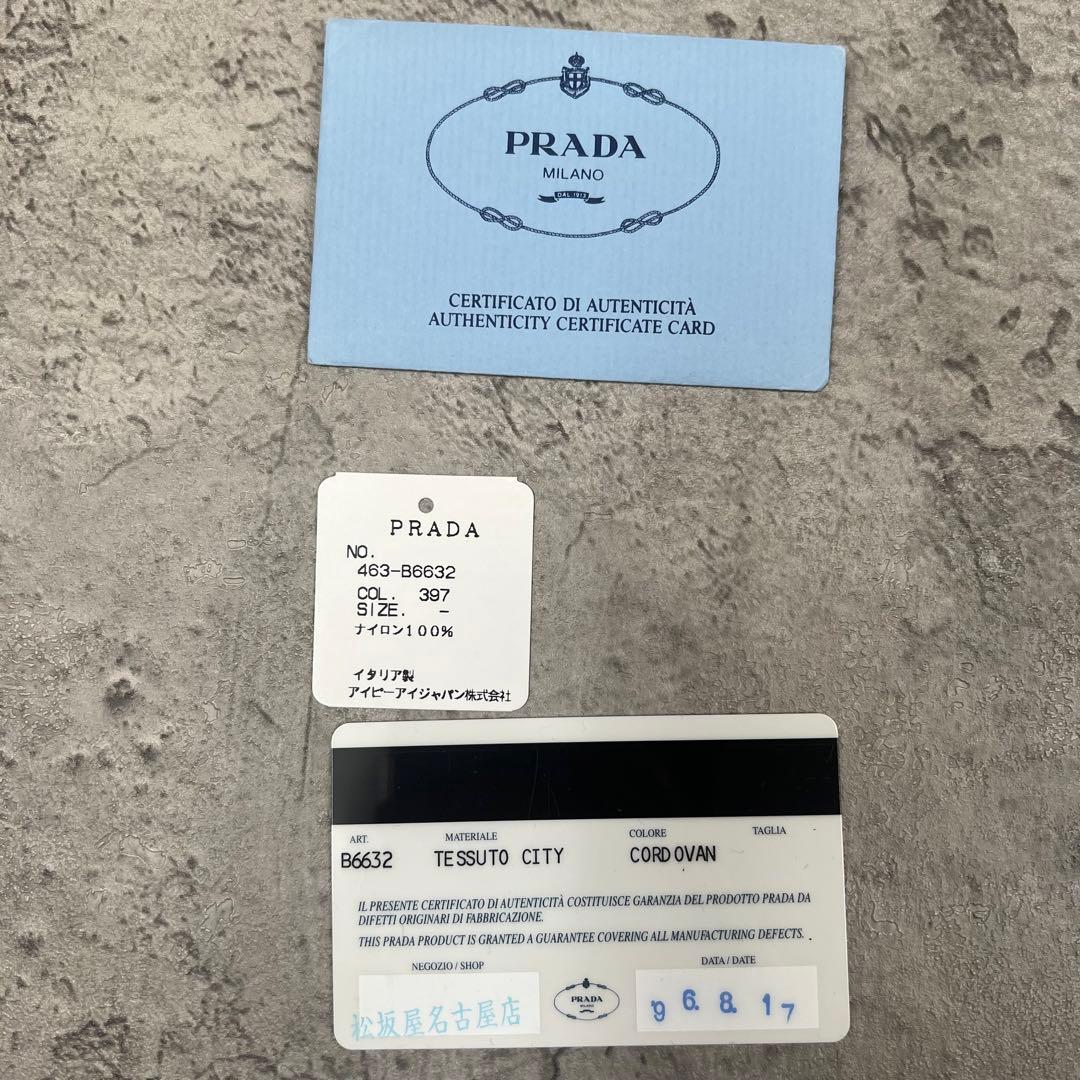 PRADA
MILANO
DAL 1913
CERTIFICATO DI AUTENTICITÀ
AUTHENTICITY CERTIFICATE CARD
PRADA
NO.
463-B6632
COL. 397
SIZE. -
ナイロン100%
イタリア製
アイピーアイジャパン株式会社
ART. MATERIALE COLORE TAGLIA
B6632 TESSUTO CITY CORDOVAN
IL PRESENTE CERTIFICATO DI AUTENTICITÀ COSTITUISCE GARANZIA DEL PRODOTTO PRADA DA
DIFETTI ORIGINARI DI FABBRICAZIONE.
THIS PRADA PRODUCT IS GRANTED A GUARANTEE COVERING ALL MANUFACTURING DEFECTS.
NEGOZIO / SHOP DATA / DATE
松坂屋名古屋店 PRADA '96.8.17
MILANO